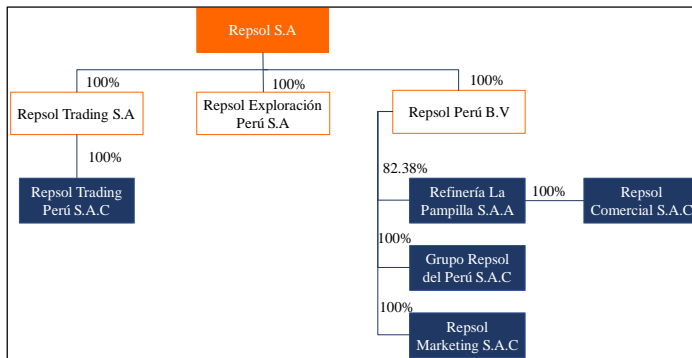 Repsol S.A
100%
100%
100%
Repsol Trading S.A
Repsol Exploración
Perú S.A
Repsol Perú B.V
100%
82.38%
Repsol Trading
Perú S.A.C
Refinería La
Pampilla S.A.A
100%
Repsol
Comercial S.A.C
100%
Grupo Repsol
del Perú S.A.C
100%
Repsol
Marketing S.A.C